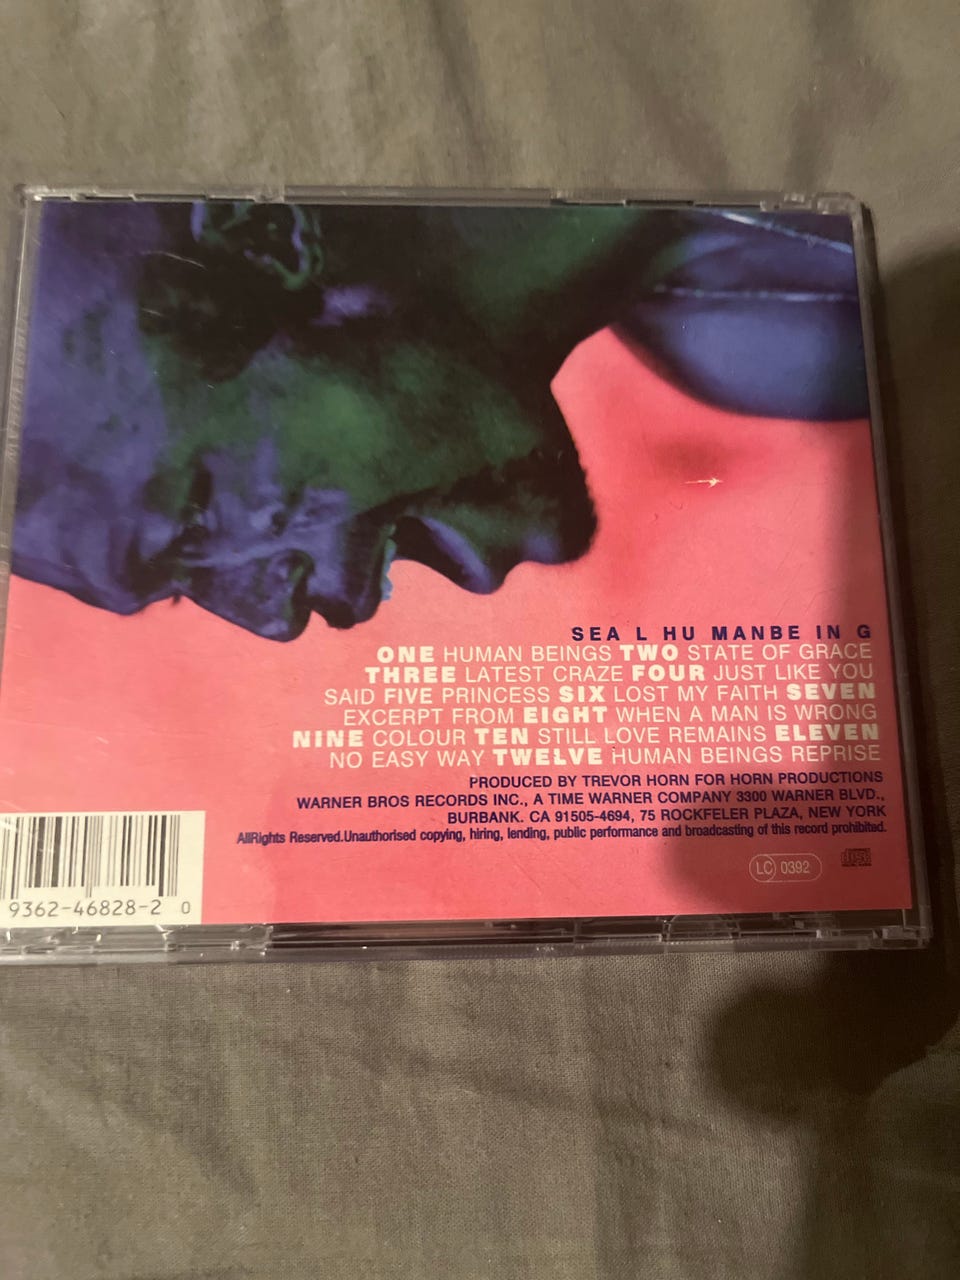 SEA L HU MANBE IN G
ONE HUMAN BEINGS TWO STATE OF GRACE
THREE LATEST CRAZE FOUR JUST LIKE YOU
SAID FIVE PRINCESS SIX LOST MY FAITH SEVEN
EXCERPT FROM EIGHT WHEN A MAN IS WRONG
NINE COLOUR TEN STILL LOVE REMAINS ELEVEN
NO EASY WAY TWELVE HUMAN BEINGS REPRISE
PRODUCED BY TREVOR HORN FOR HORN PRODUCTIONS
WARNER BROS RECORDS INC., A TIME WARNER COMPANY 3300 WARNER BLVD.,
BURBANK. CA 91505-4694, 75 ROCKFELER PLAZA, NEW YORK
AllRights Reserved.Unauthorised copying, hiring, lending, public performance and broadcasting of this record prohibited.
LC 0392
9362-46828-2 0